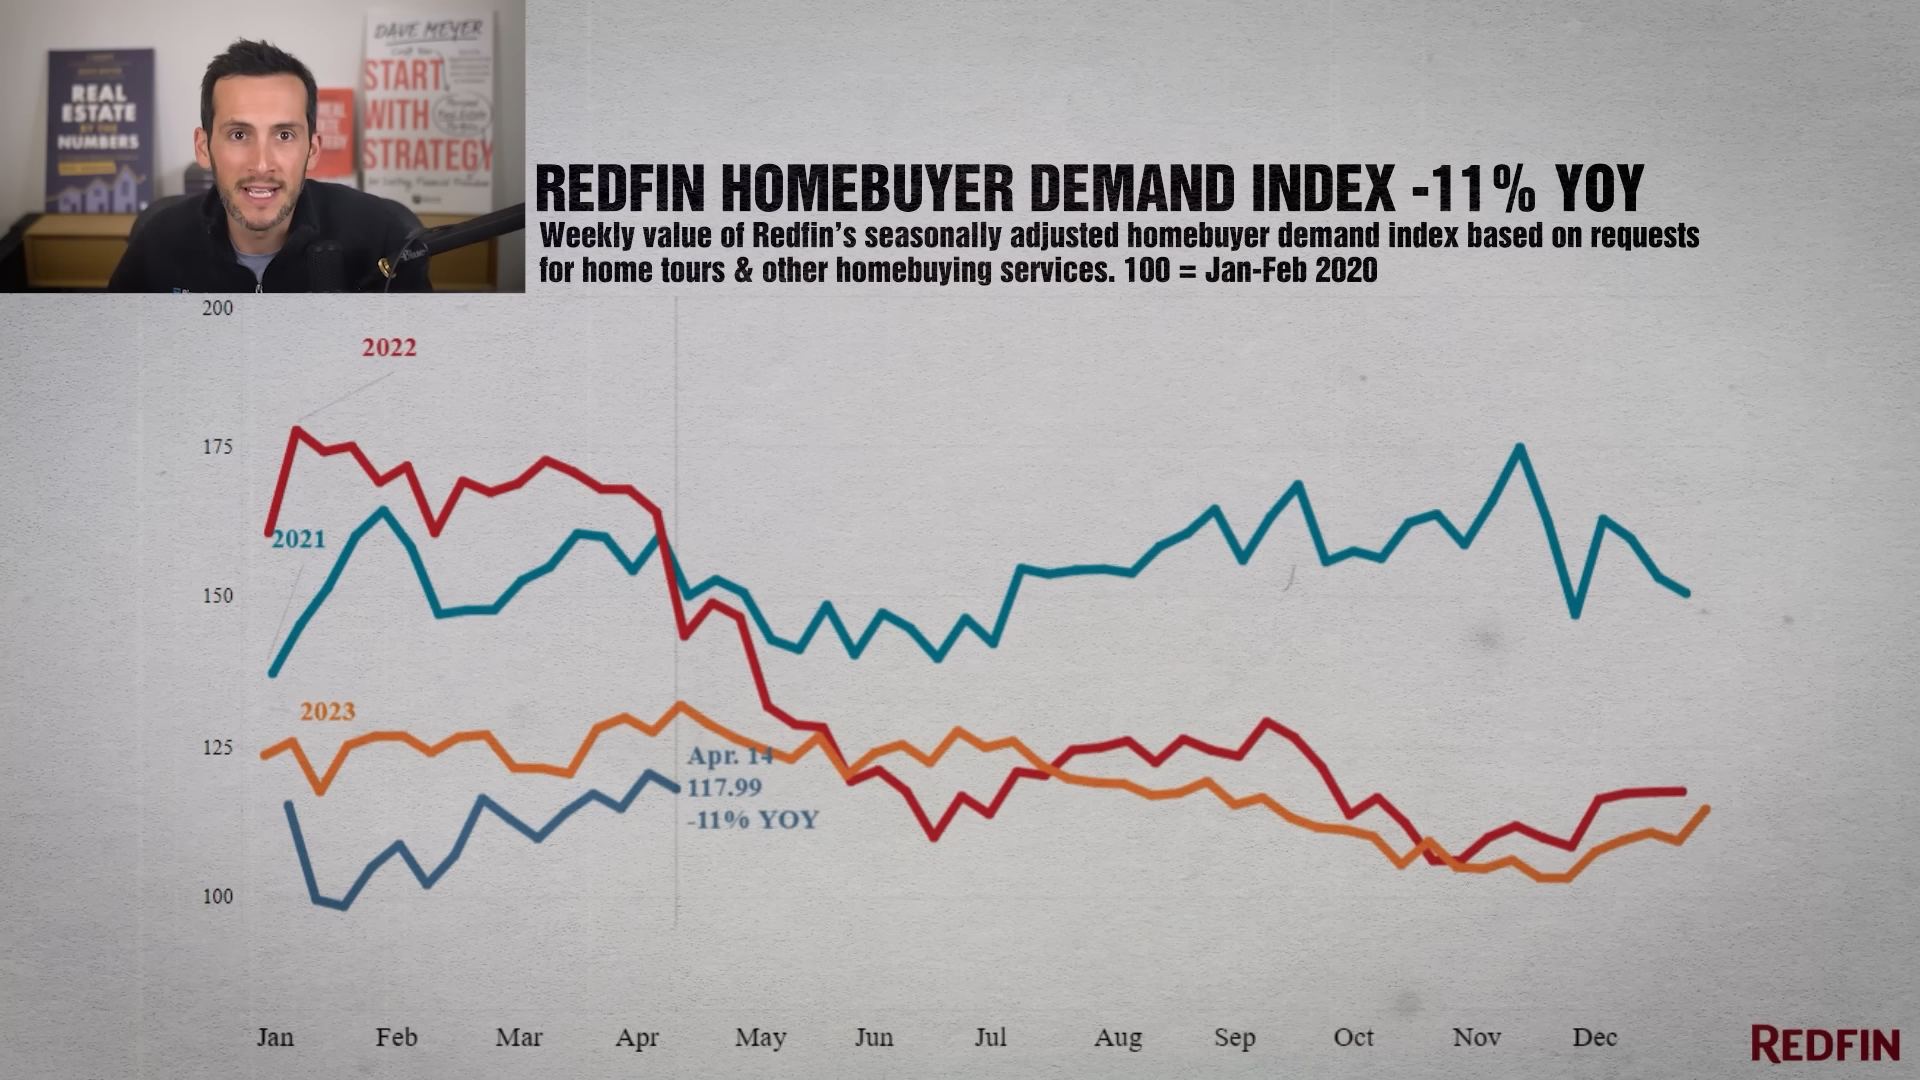 REAL
ESTATE
BY THE
NUMBERS
DAVE MEYER
START
WITH
STRATEGY
REDFIN HOMEBUYER DEMAND INDEX -11% YOY
Weekly value of Redfin's seasonally adjusted homebuyer demand index based on requests
for home tours & other homebuying services. 100 = Jan-Feb 2020
200
2022
175
2021
150
2023
125
Apr. 14
117.99
-11% YOY
100
Jan Feb Mar Apr May Jun Jul Aug Sep Oct Nov Dec
REDFIN